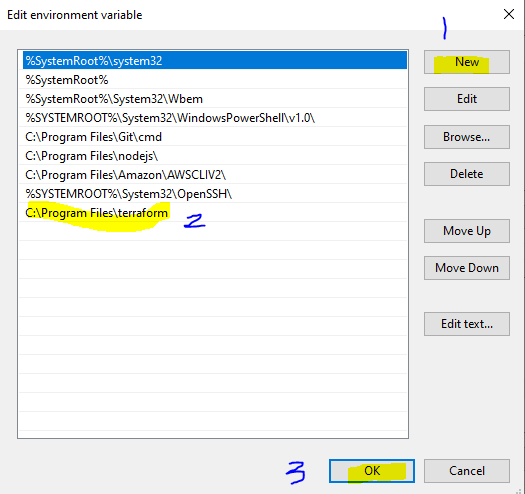 Edit environment variable
1
%SystemRoot%\system32
New
%SystemRoot%
%SystemRoot%\System32\Wbem
Edit
%SYSTEMROOT%\System32\WindowsPowerShell\v1.0\
C:\Program Files\Git\cmd
Browse...
C:\Program Files\nodejs\
C:\Program Files\Amazon\AWSCLIV2\
Delete
%SYSTEMROOT%\System32\OpenSSH\
C:\Program Files\terraform
2
Move Up
Move Down
Edit text...
3
OK
Cancel